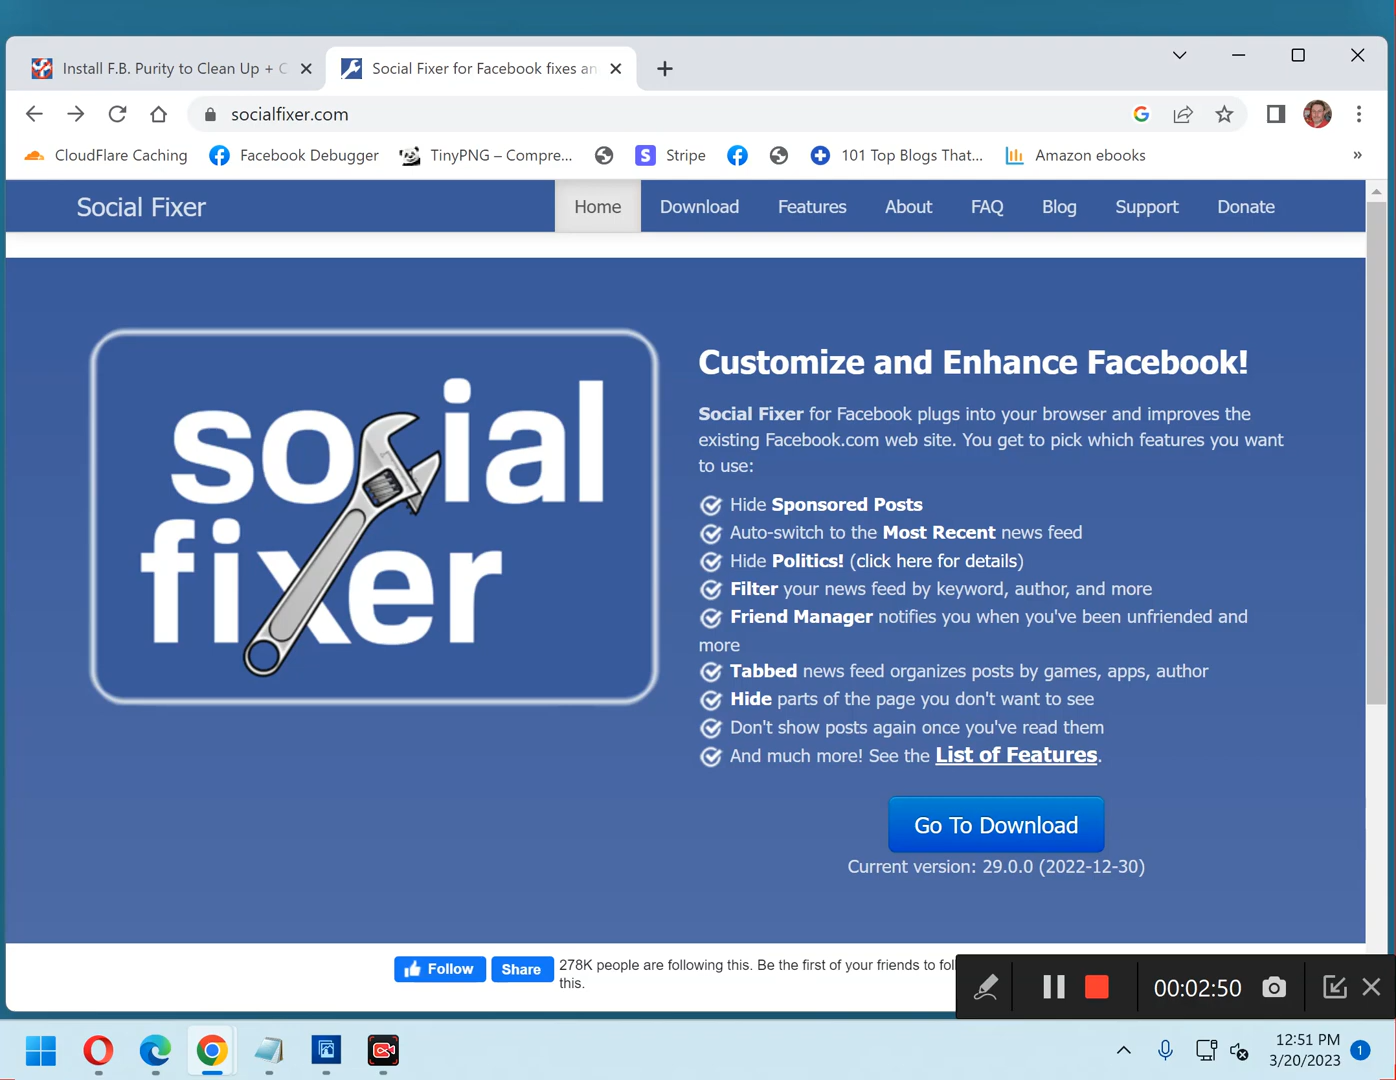 Install F.B. Purity to Clean Up + C
Social Fixer for Facebook fixes an
socialfixer.com
CloudFlare Caching
Facebook Debugger
TinyPNG – Compre...
Stripe
101 Top Blogs That...
Amazon ebooks
»
Social Fixer
Home
Download
Features
About
FAQ
Blog
Support
Donate
social
fixer
Customize and Enhance Facebook!
Social Fixer for Facebook plugs into your browser and improves the
existing Facebook.com web site. You get to pick which features you want
to use:
Hide Sponsored Posts
Auto-switch to the Most Recent news feed
Hide Politics! (click here for details)
Filter your news feed by keyword, author, and more
Friend Manager notifies you when you've been unfriended and
more
Tabbed news feed organizes posts by games, apps, author
Hide parts of the page you don't want to see
Don't show posts again once you've read them
And much more! See the List of Features.
Go To Download
Current version: 29.0.0 (2022-12-30)
Follow
Share
278K people are following this. Be the first of your friends to fol
this.
00:02:50
12:51 PM
3/20/2023
1